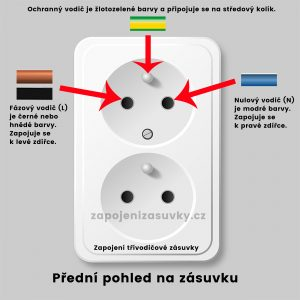 Ochranný vodič je žlotozelené barvy a připojuje se na středový kolík.
Fázový vodič (L)
je černé nebo
hnědé barvy.
Zapojuje se
k levé zdířce.
Nulový vodič (N)
je modré barvy.
Zapojuje se
k pravé zdířce.
zapojenizasuvky.cz
Zapojení třívodičové zásuvky
Přední pohled na zásuvku